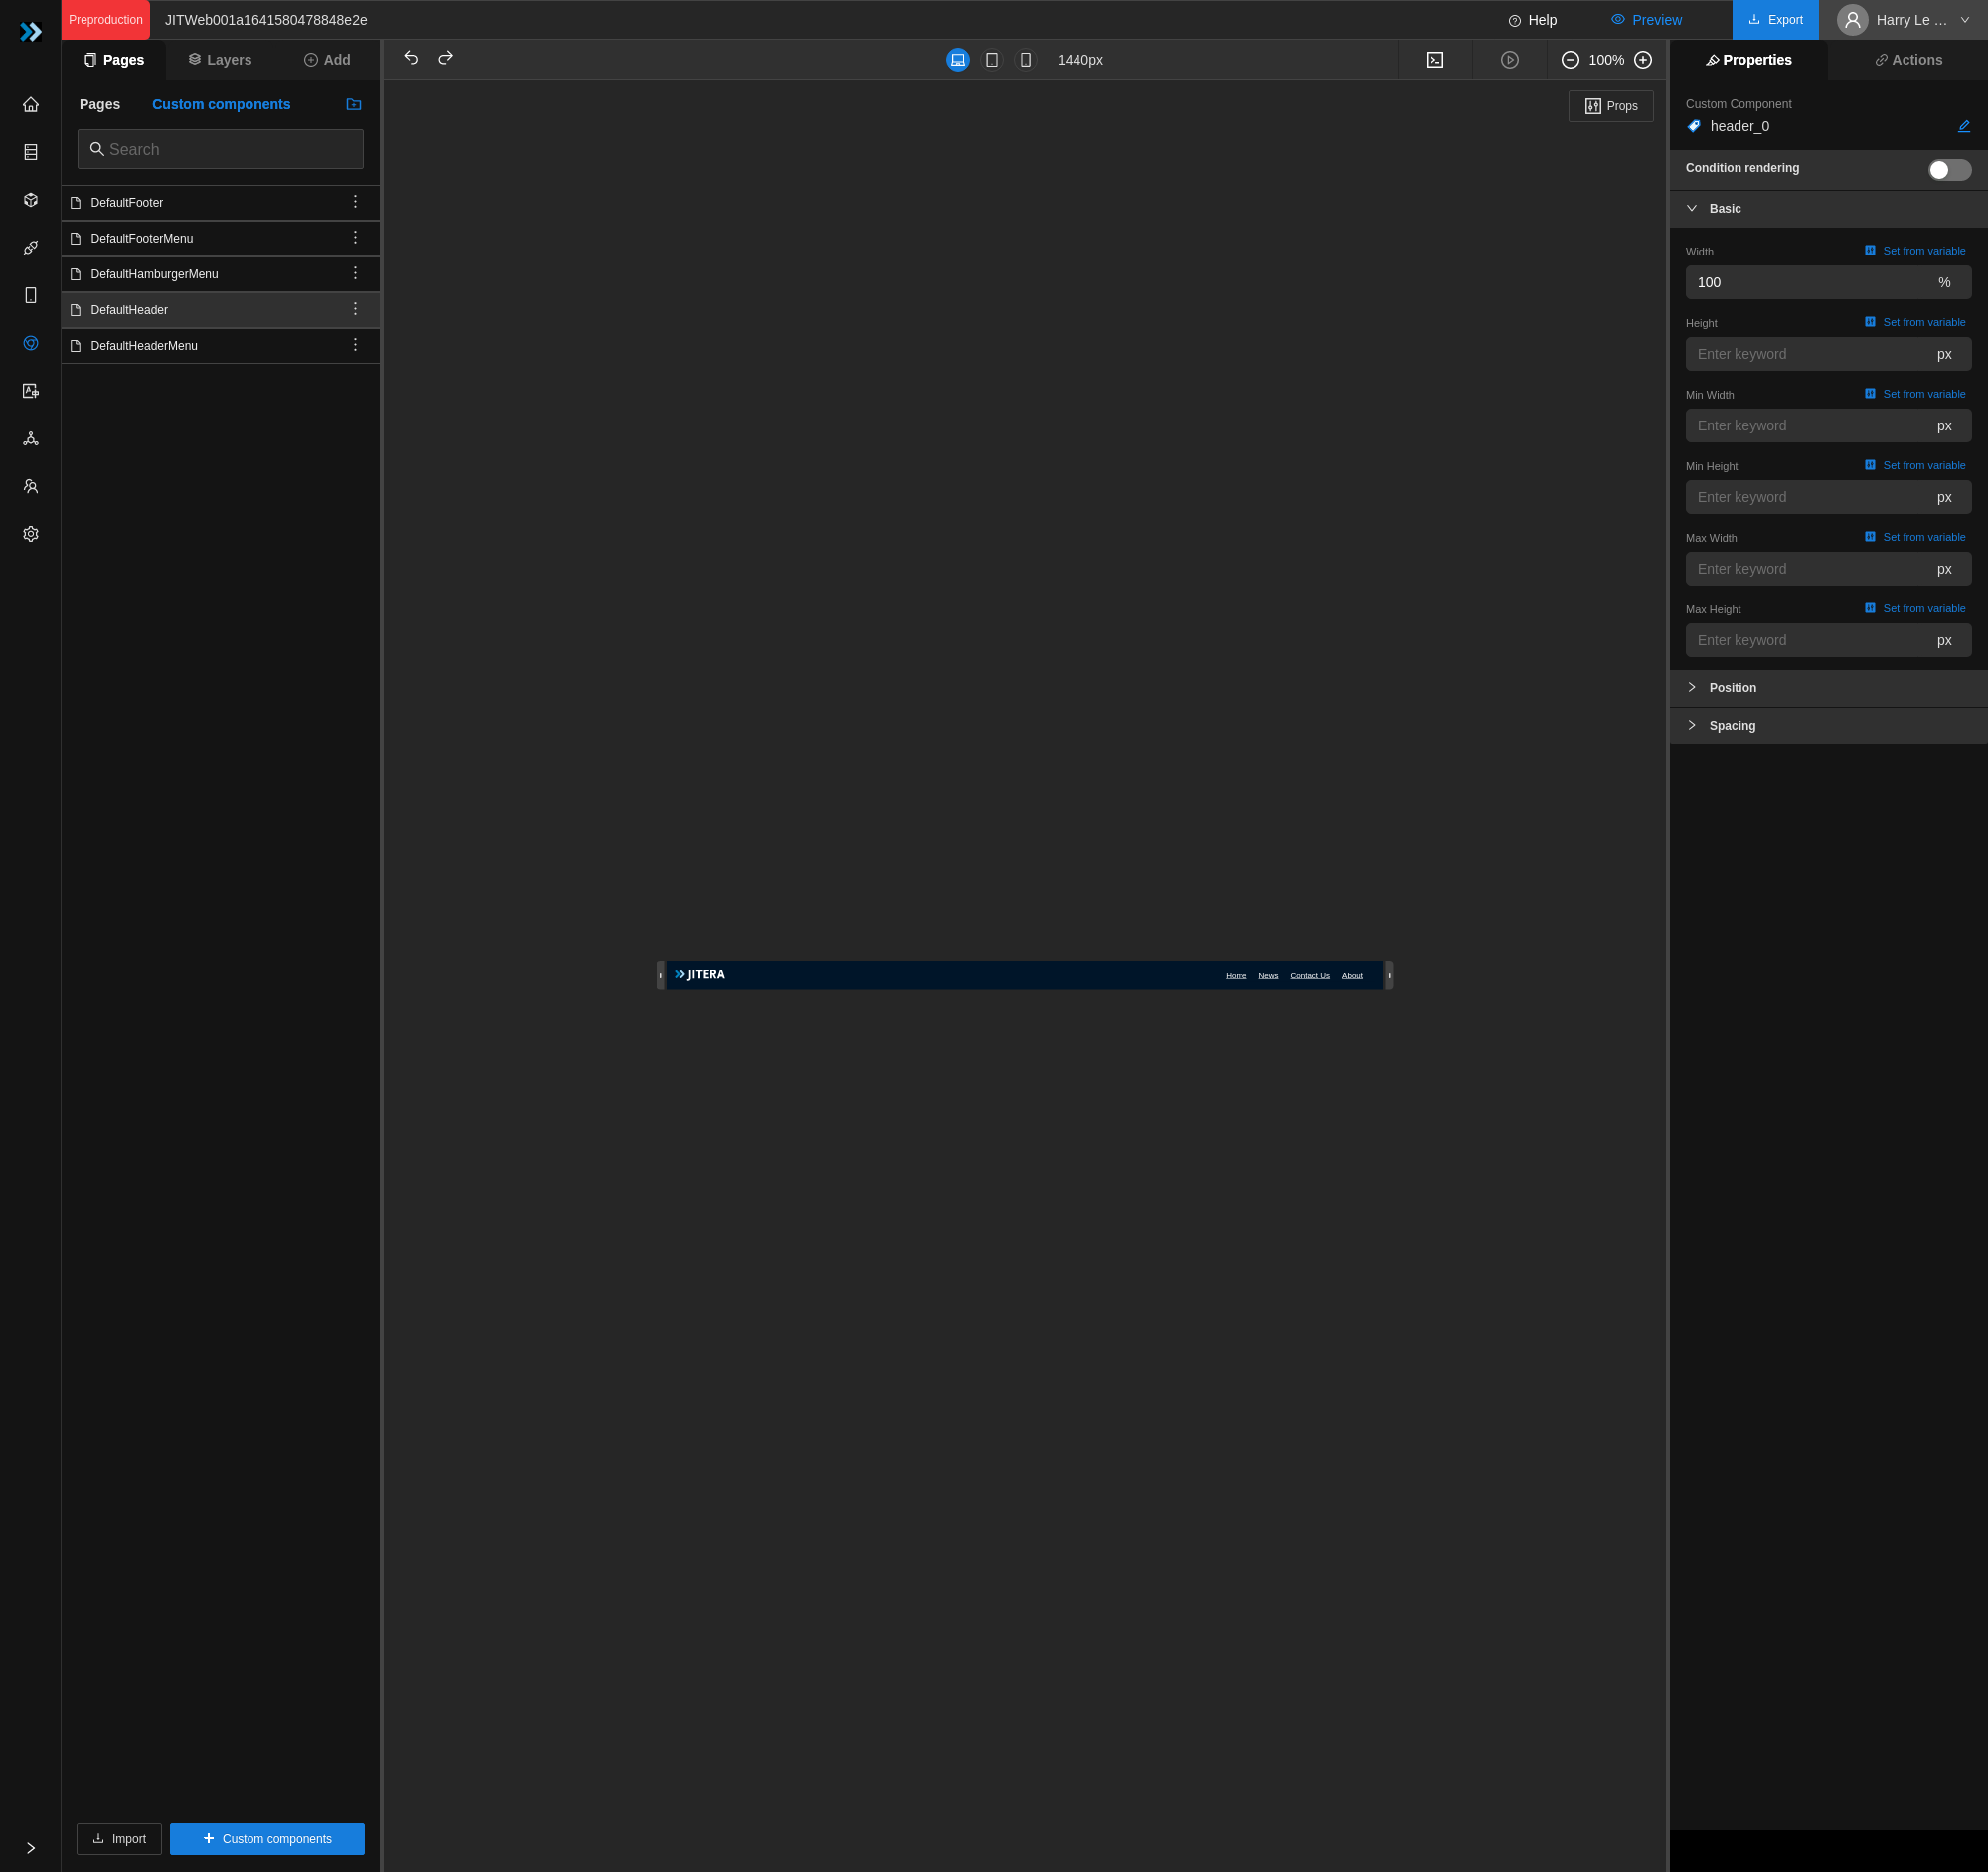 Preproduction JITWeb001a1641580478848e2e Help Preview Export Harry Le ...
Pages Layers Add 1440px 100% Properties Actions
Pages Custom components
Search
DefaultFooter
DefaultFooterMenu
DefaultHamburgerMenu
DefaultHeader
DefaultHeaderMenu
Import Custom components
Props
JITERA Home News Contact Us About
Custom Component
header_0
Condition rendering
Basic
Width Set from variable
100 %
Height Set from variable
Enter keyword px
Min Width Set from variable
Enter keyword px
Min Height Set from variable
Enter keyword px
Max Width Set from variable
Enter keyword px
Max Height Set from variable
Enter keyword px
Position
Spacing